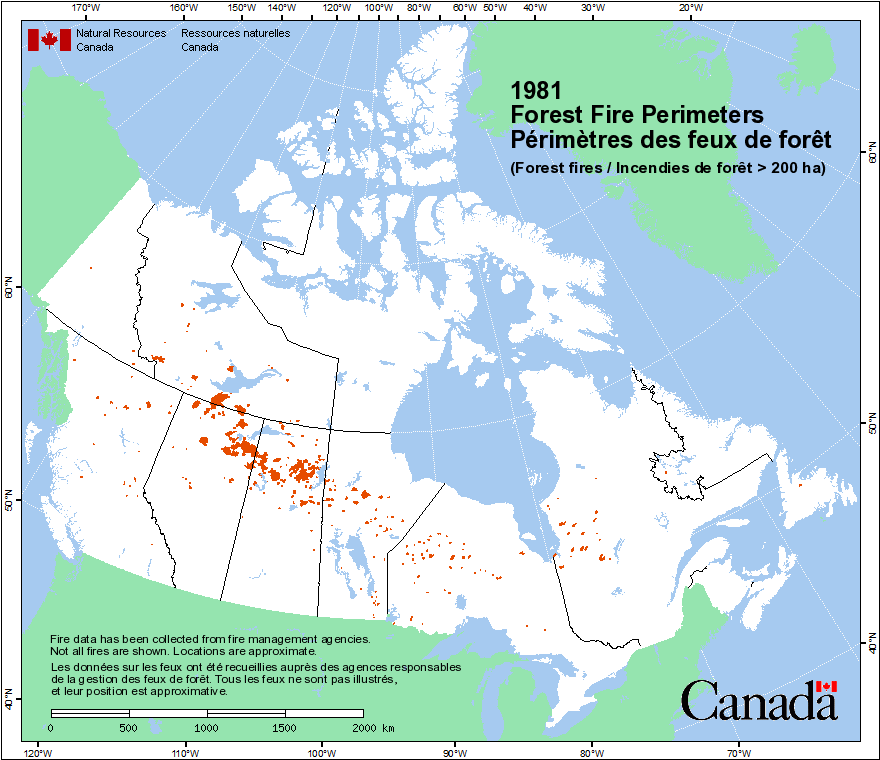 170°W 160°W 150°W 140°W 130°W 120°W 110°W 100°W 90°W 80°W 70°W 60°W 50°W 40°W 30°W 20°W
Natural Resources Canada
Ressources naturelles Canada
1981
Forest Fire Perimeters
Périmètres des feux de forêt
(Forest fires / Incendies de forêt > 200 ha)
60°N
60°N
50°N
50°N
40°N
40°N
Fire data has been collected from fire management agencies.
Not all fires are shown. Locations are approximate.
Les données sur les feux ont été recueillies auprès des agences responsables
de la gestion des feux de forêt. Tous les feux ne sont pas illustrés,
et leur position est approximative.
0 500 1000 1500 2000 km
Canada
120°W 110°W 100°W 90°W 80°W 70°W